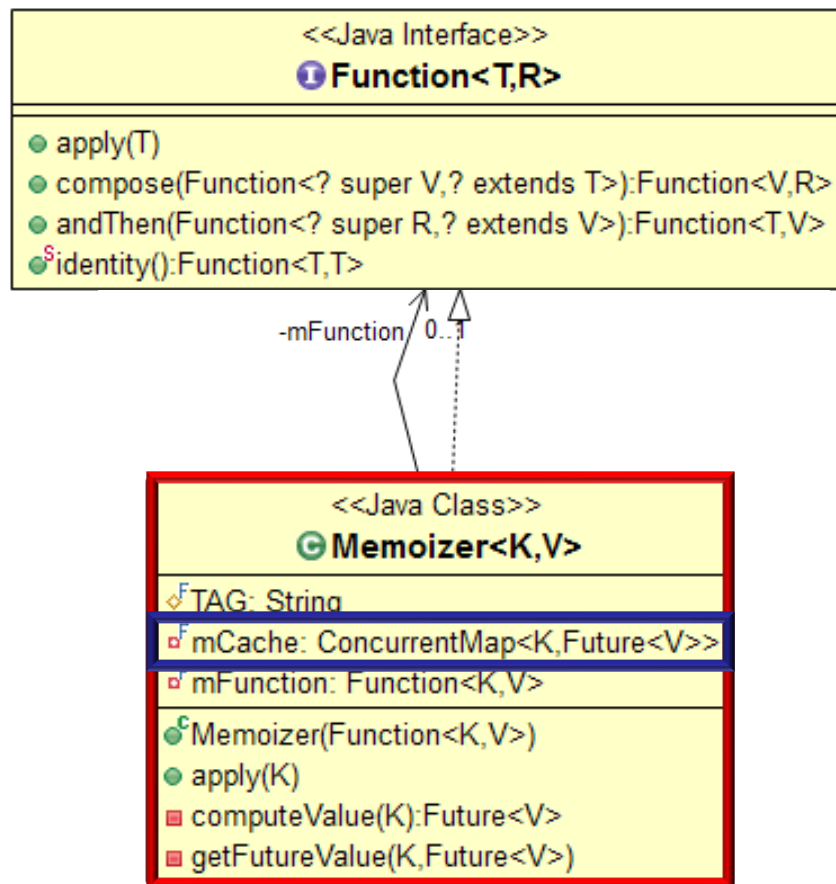 <<Java Interface>>
I Function<T,R>
apply(T)
compose(Function<? super V,? extends T>):Function<V,R>
andThen(Function<? super R,? extends V>):Function<T,V>
S identity():Function<T,T>
-mFunction 0..1
<<Java Class>>
C Memoizer<K,V>
F TAG: String
F mCache: ConcurrentMap<K,Future<V>>
F mFunction: Function<K,V>
C Memoizer(Function<K,V>)
apply(K)
computeValue(K):Future<V>
getFutureValue(K,Future<V>)